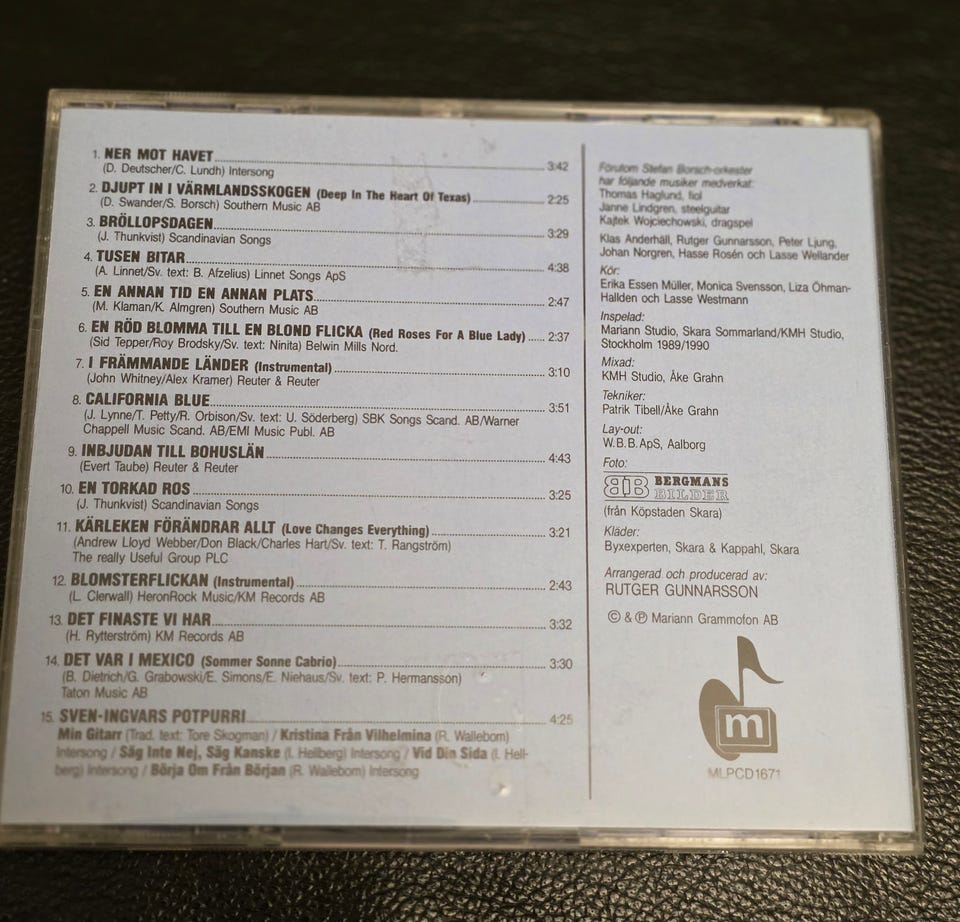 1. NER MOT HAVET 3:42
(D. Deutscher/C. Lundh) Intersong
2. DJUPT IN I VÄRMLANDSSKOGEN (Deep In The Heart Of Texas) 2:25
(D. Swander/S. Borsch) Southern Music AB
3. BRÖLLOPSDAGEN 3:29
(J. Thunkvist) Scandinavian Songs
4. TUSEN BITAR 4:38
(A. Linnet/Sv. text: B. Afzelius) Linnet Songs ApS
5. EN ANNAN TID EN ANNAN PLATS 2:47
(M. Klaman/K. Almgren) Southern Music AB
6. EN RÖD BLOMMA TILL EN BLOND FLICKA (Red Roses For A Blue Lady) 2:37
(Sid Tepper/Roy Brodsky/Sv. text: Ninita) Belwin Mills Nord.
7. I FRÄMMANDE LÄNDER (Instrumental) 3:10
(John Whitney/Alex Kramer) Reuter & Reuter
8. CALIFORNIA BLUE 3:51
(J. Lynne/T. Petty/R. Orbison/Sv. text: U. Söderberg) SBK Songs Scand. AB/Warner
Chappell Music Scand. AB/EMI Music Publ. AB
9. INBJUDAN TILL BOHUSLÄN 4:43
(Evert Taube) Reuter & Reuter
10. EN TORKAD ROS 3:25
(J. Thunkvist) Scandinavian Songs
11. KÄRLEKEN FÖRÄNDRAR ALLT (Love Changes Everything) 3:21
(Andrew Lloyd Webber/Don Black/Charles Hart/Sv. text: T. Rangström)
The really Useful Group PLC
12. BLOMSTERFLICKAN (Instrumental) 2:43
(L. Clerwall) HeronRock Music/KM Records AB
13. DET FINASTE VI HAR 3:32
(H. Rytterström) KM Records AB
14. DET VAR I MEXICO (Sommer Sonne Cabrio) 3:30
(B. Dietrich/G. Grabowski/E. Simons/E. Niehaus/Sv. text: P. Hermansson)
Taton Music AB
15. SVEN-INGVARS POTPURRI 4:25
Min Gitarr (Trad. text: Tore Skogman) / Kristina Från Vilhelmina (R. Wallebom)
Intersong / Säg Inte Nej, Säg Kanske (I. Hellberg) Intersong / Vid Din Sida (I. Hell-
berg) Intersong / Börja Om Från Början (R. Wallebom) Intersong
Förutom Stefan Borsch-orkester
har följande musiker medverkat:
Thomas Haglund, fiol
Janne Lindgren, steelguitar
Kajtek Wojciechowski, dragspel
Klas Anderhäll, Rutger Gunnarsson, Peter Ljung,
Johan Norgren, Hasse Rosén och Lasse Wellander
Kör:
Erika Essen Müller, Monica Svensson, Liza Öhman-
Hallden och Lasse Westmann
Inspelad:
Mariann Studio, Skara Sommarland/KMH Studio,
Stockholm 1989/1990
Mixad:
KMH Studio, Åke Grahn
Tekniker:
Patrik Tibell/Åke Grahn
Lay-out:
W.B.B. ApS, Aalborg
Foto:
BB BERGMANS
BILDER
(från Köpstaden Skara)
Kläder:
Byxexperten, Skara & Kappahl, Skara
Arrangerad och producerad av:
RUTGER GUNNARSSON
© & ℗ Mariann Grammofon AB
m
MLPCD1671